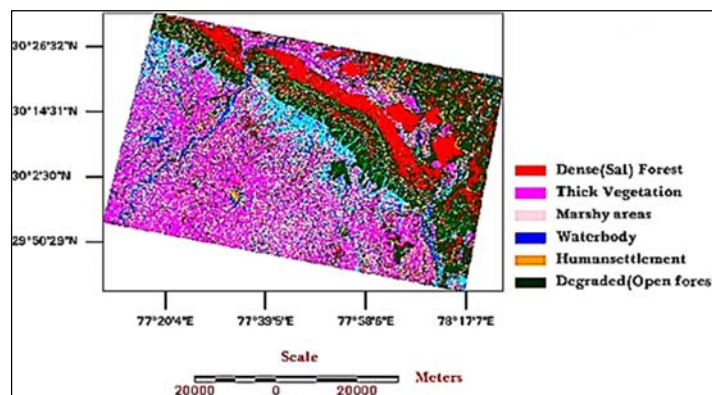 30°26'32"N
30°14'31"N
30°2'30"N
29°50'29"N
Dense(Sal) Forest
Thick Vegetation
Marshy areas
Waterbody
Humansettlement
Degraded(Open fores
77°20'4"E
77°39'5"E
77°58'6"E
78°17'7"E
Scale
Meters
20000 0 20000